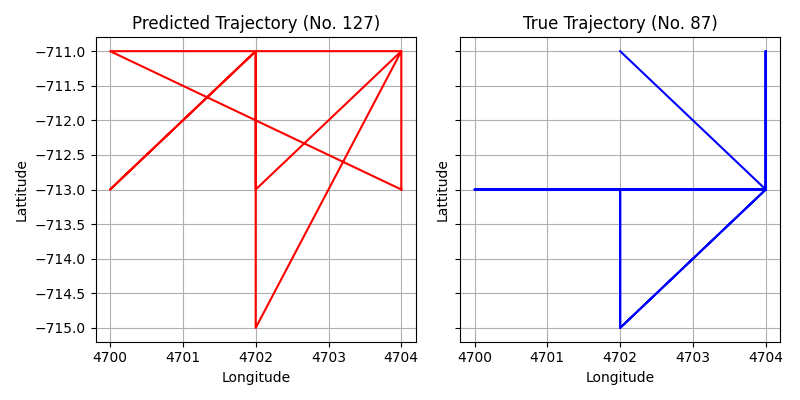 Predicted Trajectory (No. 127)
True Trajectory (No. 87)
−711.0
−711.5
−712.0
−712.5
−713.0
−713.5
−714.0
−714.5
−715.0
Lattitude
Lattitude
4700 4701 4702 4703 4704
4700 4701 4702 4703 4704
Longitude
Longitude